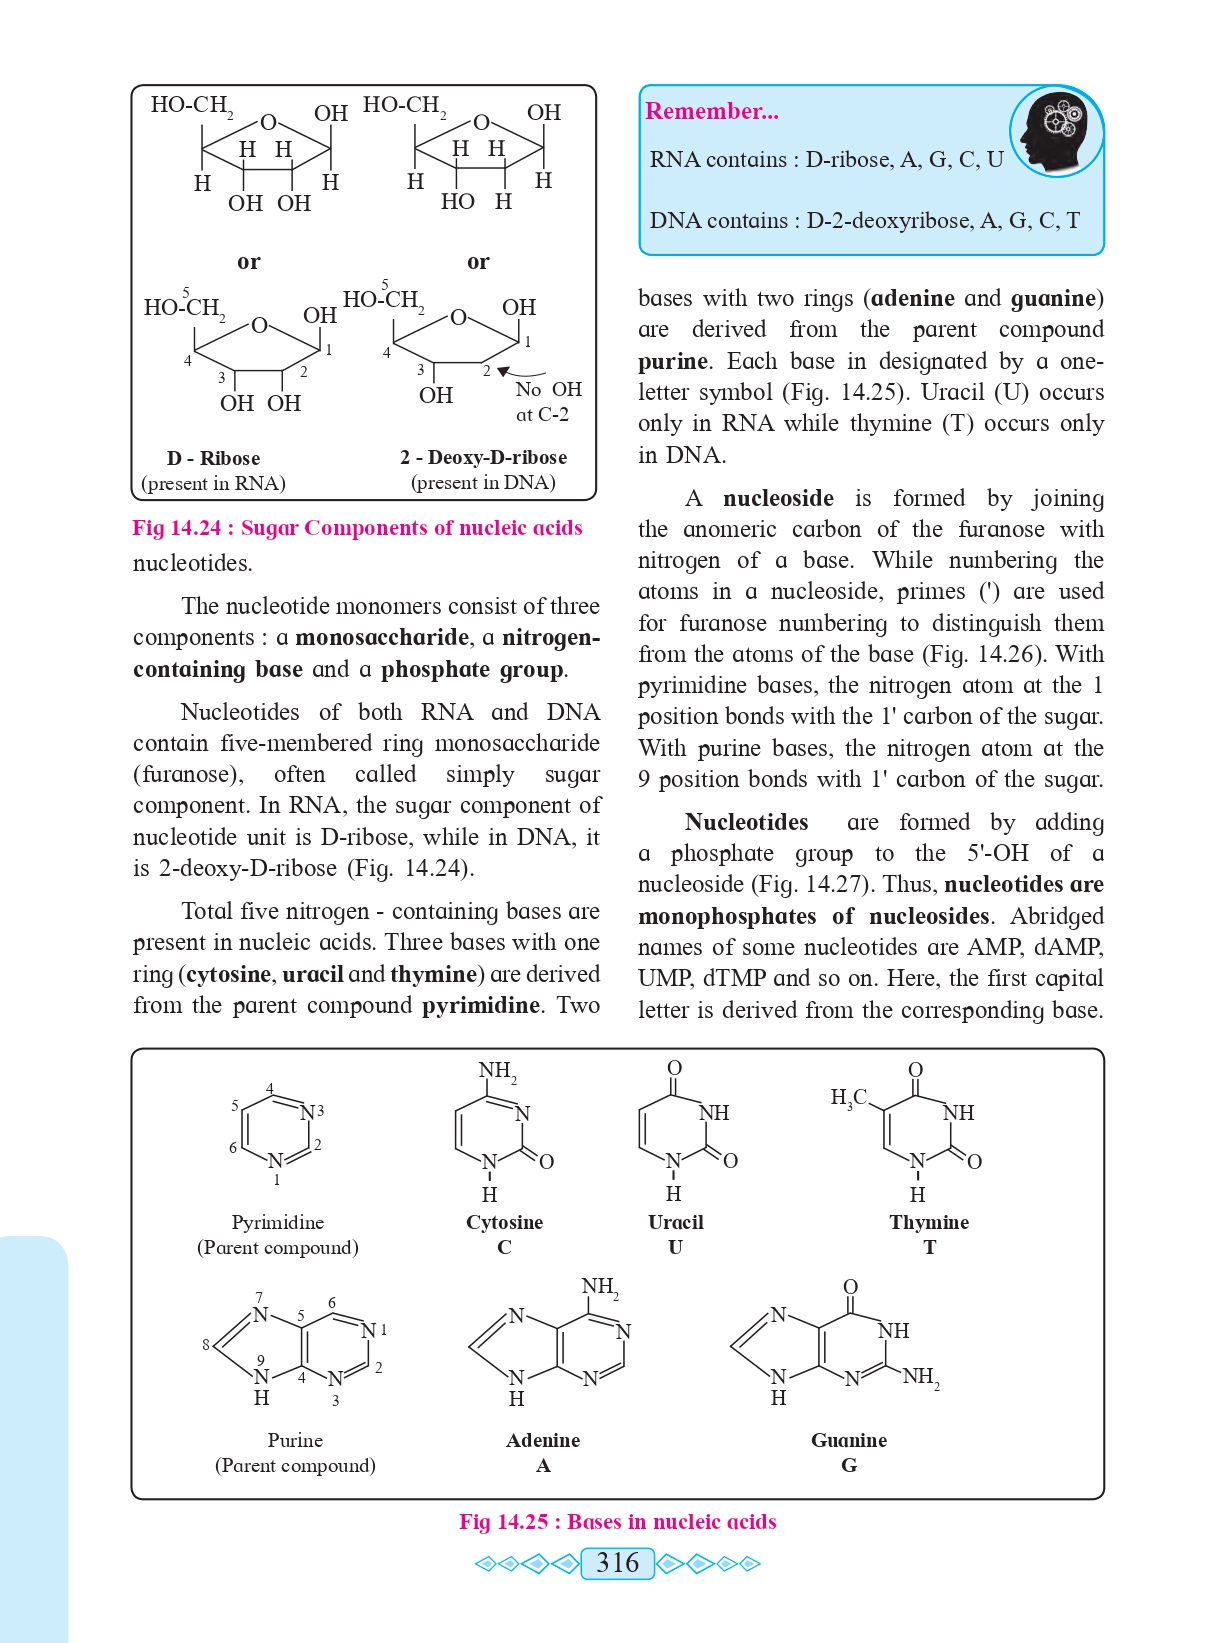 HO-CH2 O OH HO-CH2 O OH
H H H H
H H H H
OH OH HO H
or or
5 5
HO-CH2 O OH HO-CH2 O OH
4 1 4 1
3 2 3 2
OH OH OH No OH
at C-2
D - Ribose 2 - Deoxy-D-ribose
(present in RNA) (present in DNA)
Fig 14.24 : Sugar Components of nucleic acids
nucleotides.
The nucleotide monomers consist of three
components : a monosaccharide, a nitrogen-
containing base and a phosphate group.
Nucleotides of both RNA and DNA
contain five-membered ring monosaccharide
(furanose), often called simply sugar
component. In RNA, the sugar component of
nucleotide unit is D-ribose, while in DNA, it
is 2-deoxy-D-ribose (Fig. 14.24).
Total five nitrogen - containing bases are
present in nucleic acids. Three bases with one
ring (cytosine, uracil and thymine) are derived
from the parent compound pyrimidine. Two
Remember...
RNA contains : D-ribose, A, G, C, U
DNA contains : D-2-deoxyribose, A, G, C, T
bases with two rings (adenine and guanine)
are derived from the parent compound
purine. Each base in designated by a one-
letter symbol (Fig. 14.25). Uracil (U) occurs
only in RNA while thymine (T) occurs only
in DNA.
A nucleoside is formed by joining
the anomeric carbon of the furanose with
nitrogen of a base. While numbering the
atoms in a nucleoside, primes (') are used
for furanose numbering to distinguish them
from the atoms of the base (Fig. 14.26). With
pyrimidine bases, the nitrogen atom at the 1
position bonds with the 1' carbon of the sugar.
With purine bases, the nitrogen atom at the
9 position bonds with 1' carbon of the sugar.
Nucleotides are formed by adding
a phosphate group to the 5'-OH of a
nucleoside (Fig. 14.27). Thus, nucleotides are
monophosphates of nucleosides. Abridged
names of some nucleotides are AMP, dAMP,
UMP, dTMP and so on. Here, the first capital
letter is derived from the corresponding base.
4 NH2 O O
5 N3 N NH H3C NH
6 2
N N O N O N O
1 H H H
Pyrimidine Cytosine Uracil Thymine
(Parent compound) C U T
7 6 NH2 O
N 5 N N
N 1 N NH
8
9 2
N 4 N N N N N NH2
H 3 H H
Purine Adenine Guanine
(Parent compound) A G
Fig 14.25 : Bases in nucleic acids
316